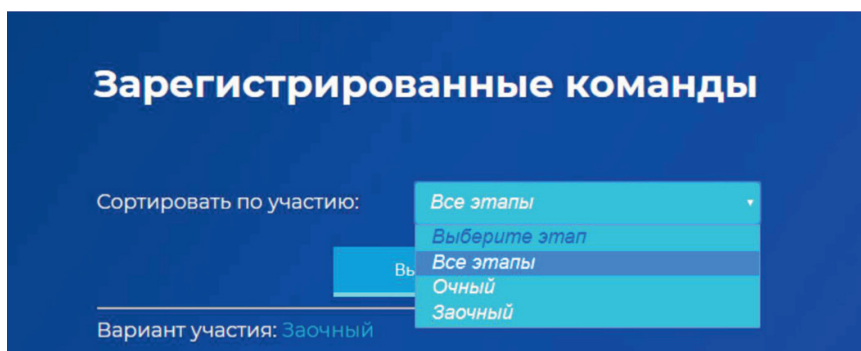 Зарегистрированные команды
Сортировать по участию:
Все этапы
Выберите этап
Все этапы
Очный
Заочный
Вариант участия: Заочный